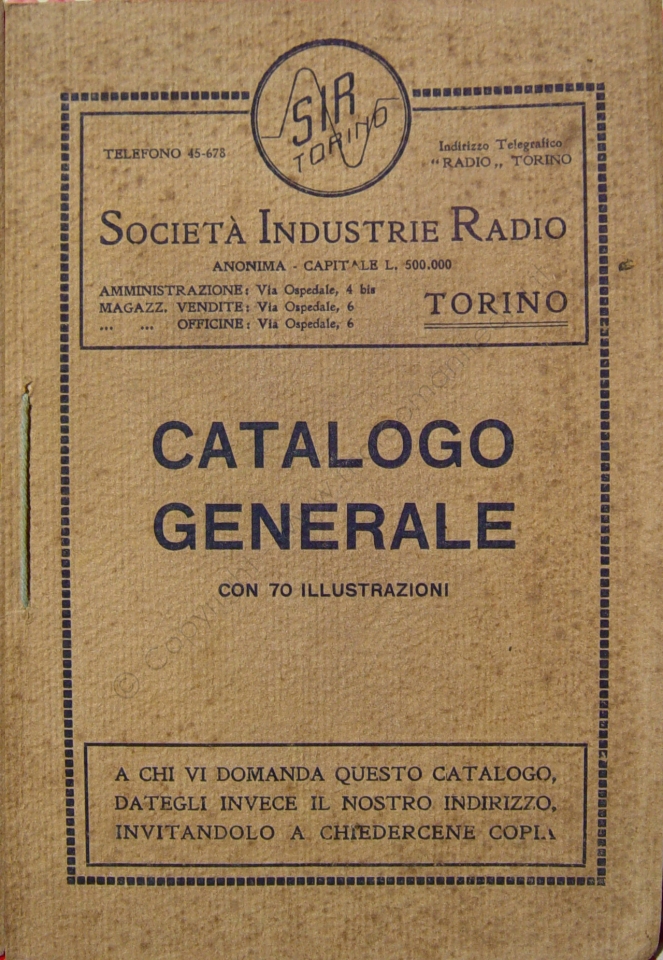 SIR
TORINO
TELEFONO 45-678
Indirizzo Telegrafico
“RADIO„ TORINO
SOCIETÀ INDUSTRIE RADIO
ANONIMA - CAPITALE L. 500.000
AMMINISTRAZIONE: Via Ospedale, 4 bis
MAGAZZ. VENDITE: Via Ospedale, 6
... ... OFFICINE: Via Ospedale, 6
TORINO
CATALOGO
GENERALE
CON 70 ILLUSTRAZIONI
A CHI VI DOMANDA QUESTO CATALOGO,
DATEGLI INVECE IL NOSTRO INDIRIZZO,
INVITANDOLO A CHIEDERCENE COPIA